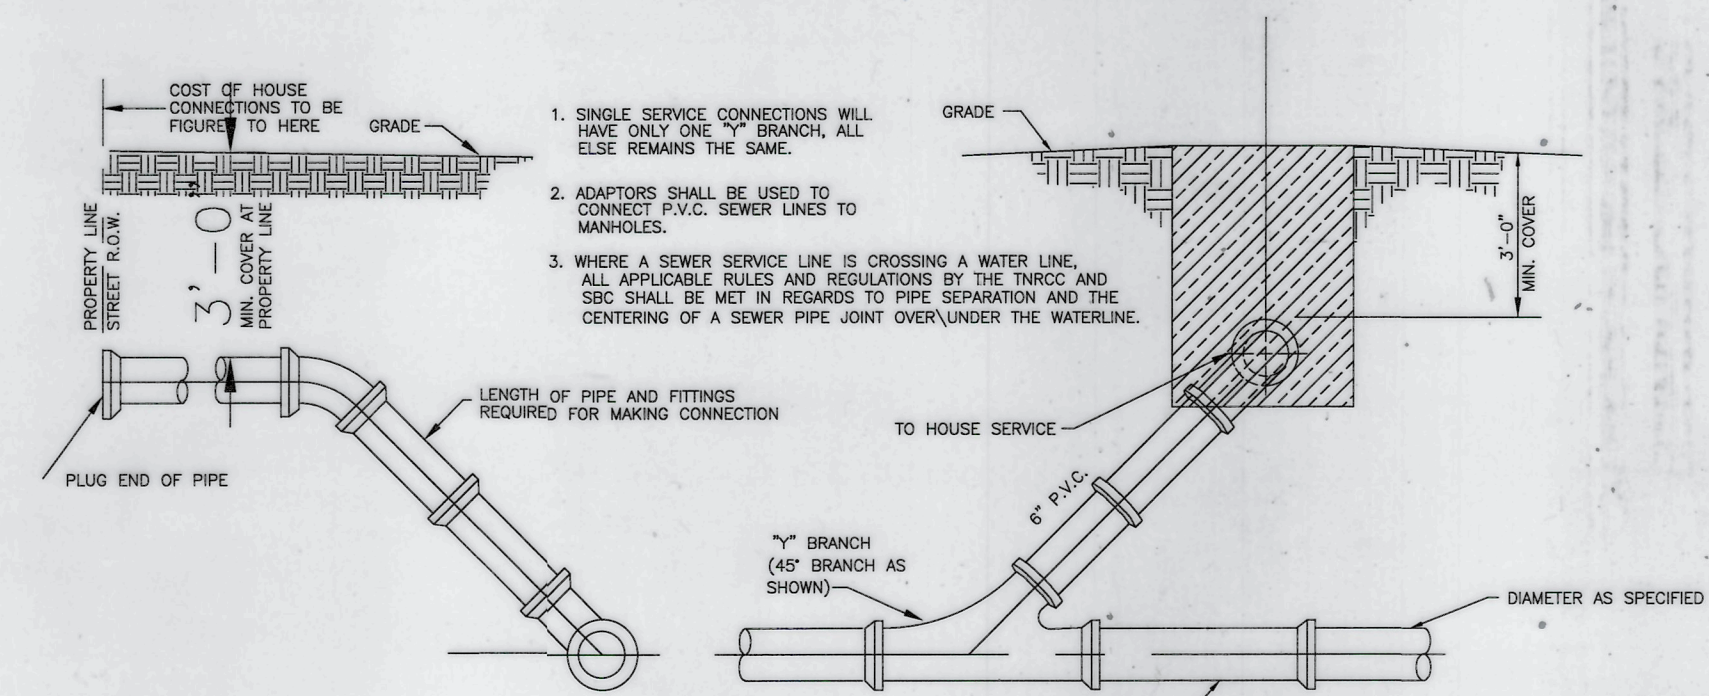 COST OF HOUSE
CONNECTIONS TO BE
FIGURED TO HERE
GRADE
PROPERTY LINE
STREET R.O.W.
3'-0"
MIN. COVER AT
PROPERTY LINE
PLUG END OF PIPE
LENGTH OF PIPE AND FITTINGS
REQUIRED FOR MAKING CONNECTION
1. SINGLE SERVICE CONNECTIONS WILL
HAVE ONLY ONE "Y" BRANCH, ALL
ELSE REMAINS THE SAME.
2. ADAPTORS SHALL BE USED TO
CONNECT P.V.C. SEWER LINES TO
MANHOLES.
3. WHERE A SEWER SERVICE LINE IS CROSSING A WATER LINE,
ALL APPLICABLE RULES AND REGULATIONS BY THE TNRCC AND
SBC SHALL BE MET IN REGARDS TO PIPE SEPARATION AND THE
CENTERING OF A SEWER PIPE JOINT OVER\UNDER THE WATERLINE.
GRADE
3'-0"
MIN. COVER
TO HOUSE SERVICE
6" P.V.C.
"Y" BRANCH
(45° BRANCH AS
SHOWN)
DIAMETER AS SPECIFIED